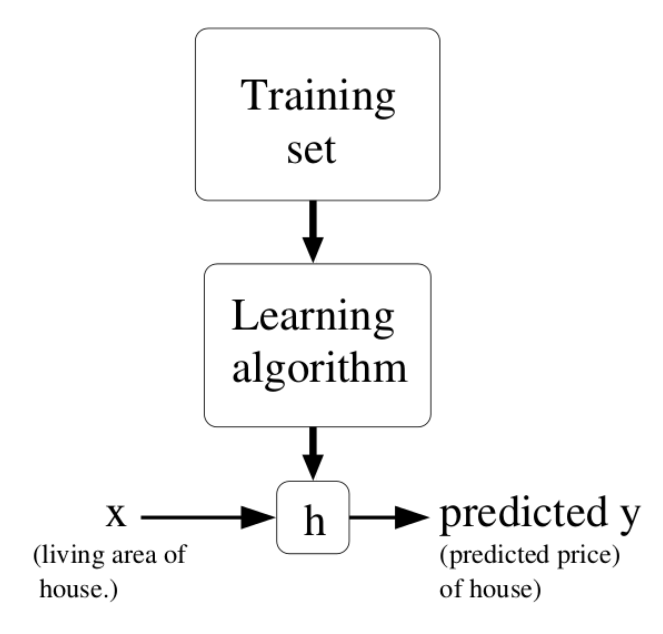 Training
set
Learning
algorithm
x
h
predicted y
(living area of
house.)
(predicted price)
of house)